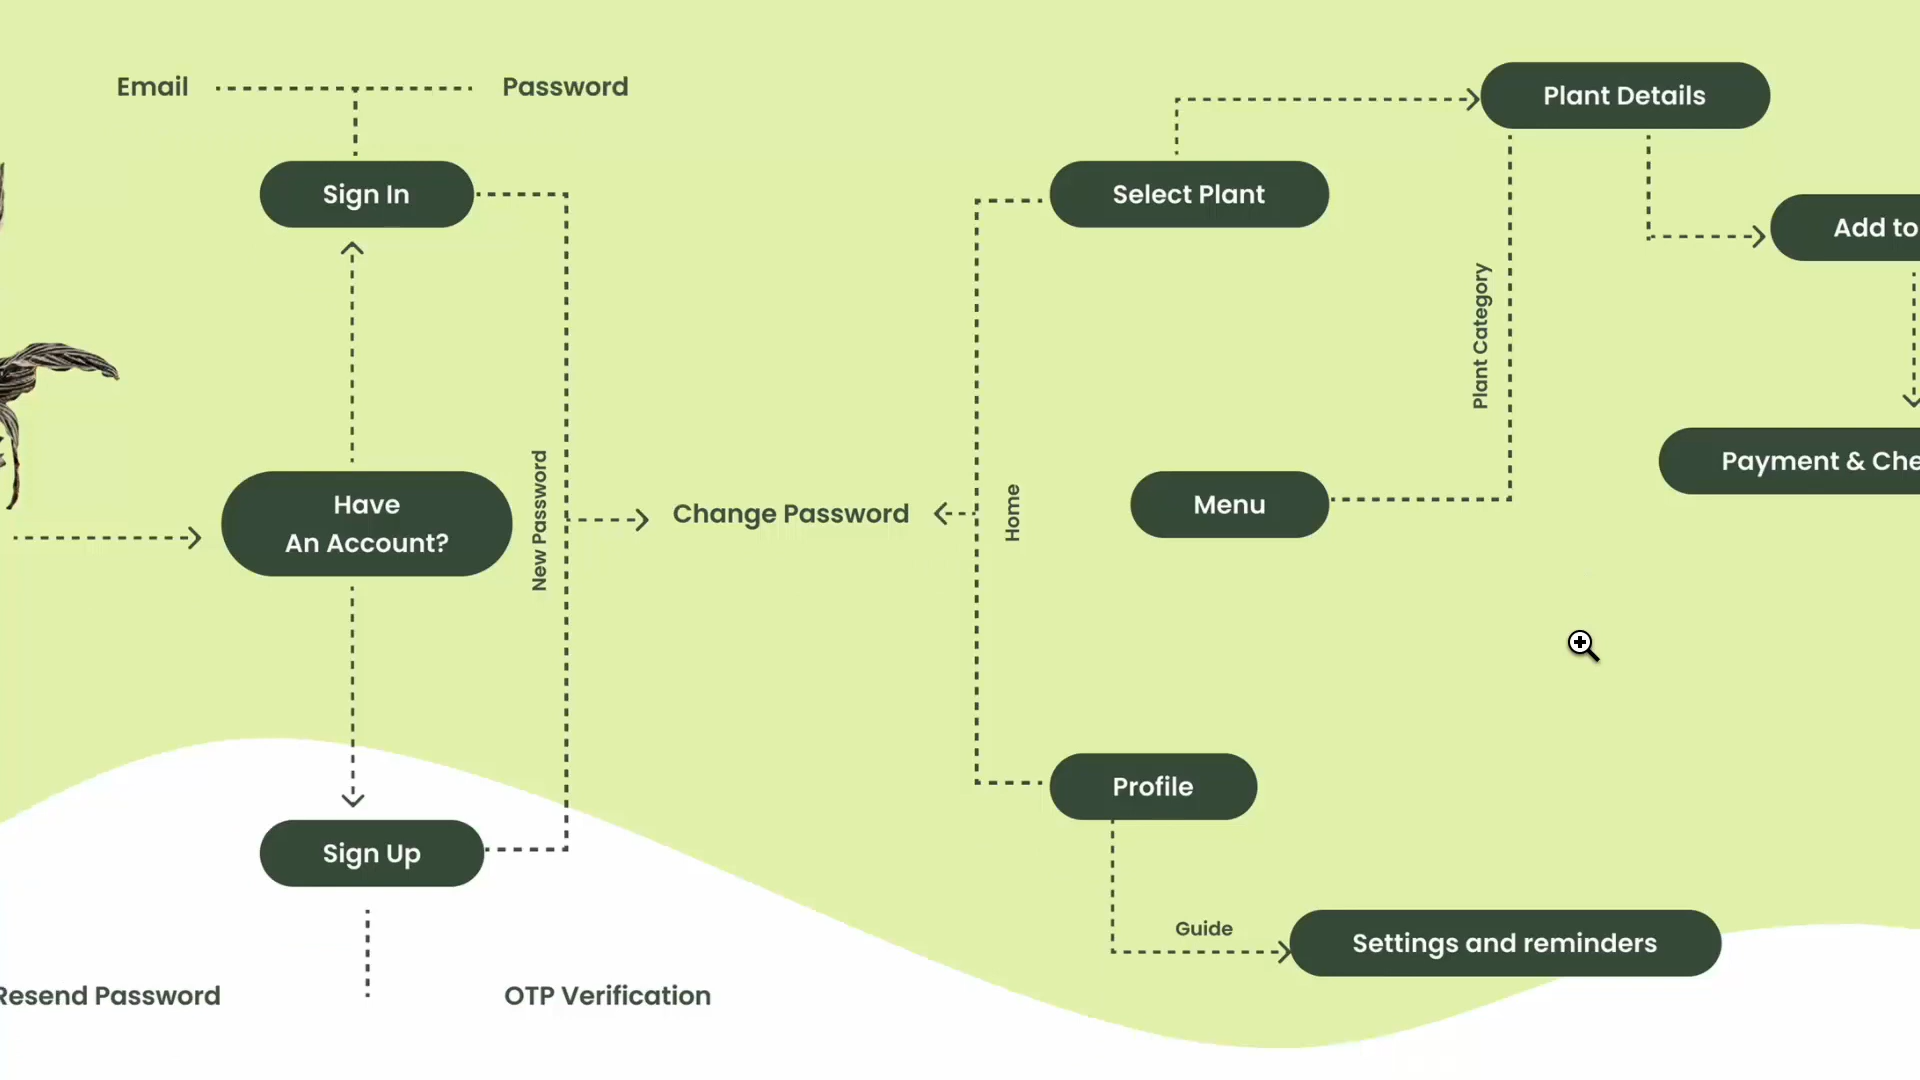 Email
Password
Plant Details
Sign In
Select Plant
Add to
Plant Category
Payment & Che
Have
An Account?
New Password
Change Password
Home
Menu
Profile
Sign Up
Guide
Settings and reminders
Resend Password
OTP Verification